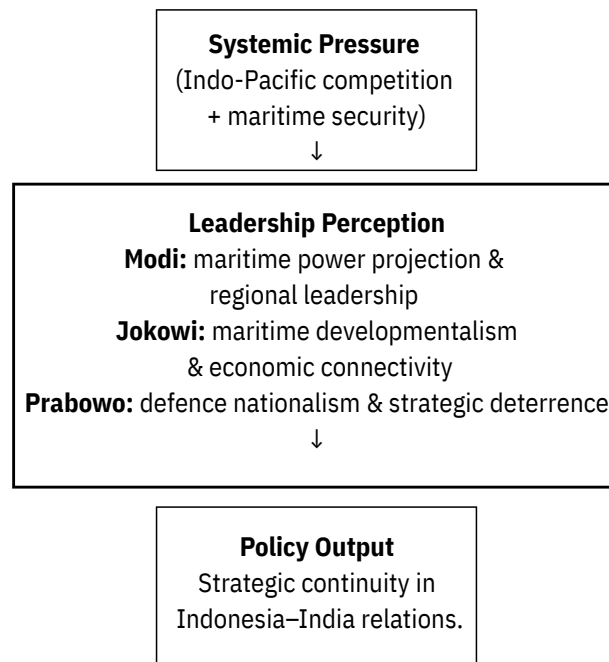 Systemic Pressure
(Indo-Pacific competition
+ maritime security)
↓
Leadership Perception
Modi: maritime power projection &
regional leadership
Jokowi: maritime developmentalism
& economic connectivity
Prabowo: defence nationalism & strategic deterrence
↓
Policy Output
Strategic continuity in
Indonesia–India relations.